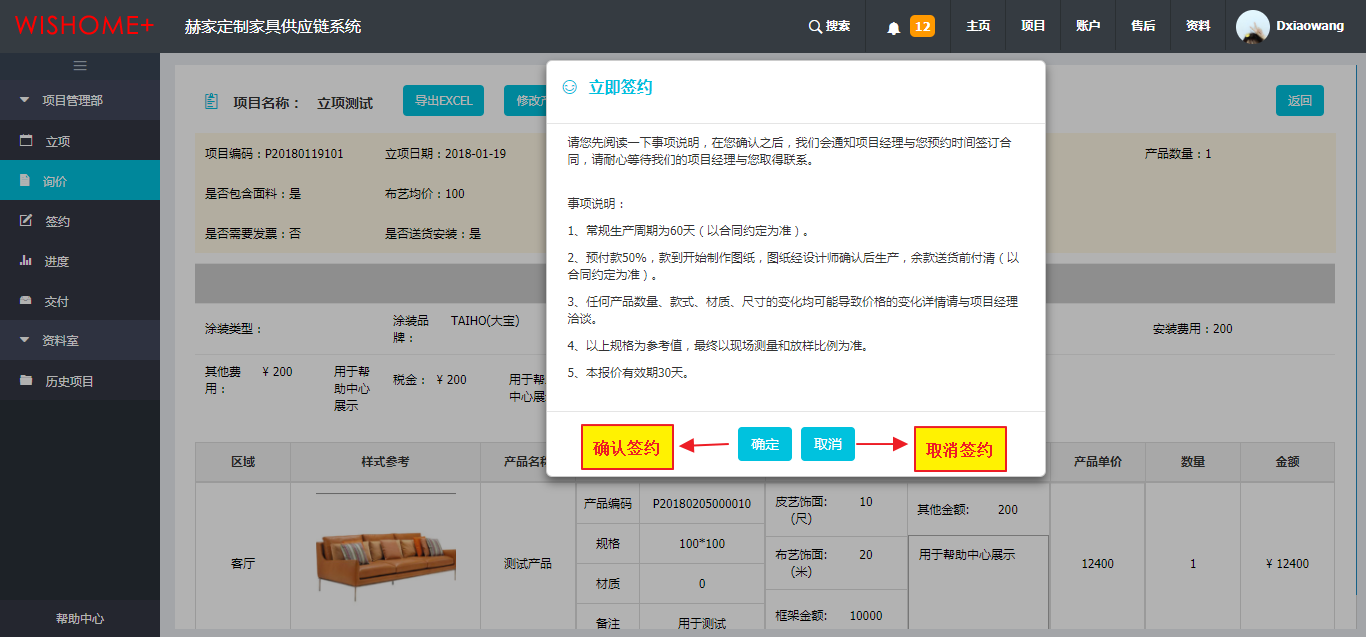 WISHOME+
赫家定制家具供应链系统
搜索
12
主页
项目
账户
售后
资料
Dxiaowang
项目管理部
立项
询价
签约
进度
交付
资料室
历史项目
帮助中心
项目名称： 立项测试
导出EXCEL
返回
项目编码：P20180119101
立项日期：2018-01-19
产品数量：1
是否包含面料：是
布艺均价：100
是否需要发票：否
是否送货安装：是
涂装类型：
涂装品
牌：
TAIHO(大宝)
安装费用：200
其他费
用：
¥ 200
用于帮
助中心
展示
税金： ¥ 200
立即签约
请您先阅读一下事项说明，在您确认之后，我们会通知项目经理与您预约时间签订合
同，请耐心等待我们的项目经理与您取得联系。
事项说明：
1、常规生产周期为60天（以合同约定为准）。
2、预付款50%，款到开始制作图纸，图纸经设计师确认后生产，余款送货前付清（以
合同约定为准）。
3、任何产品数量、款式、材质、尺寸的变化均可能导致价格的变化详情请与项目经理
洽谈。
4、以上规格为参考值，最终以现场测量和放样比例为准。
5、本报价有效期30天。
确认签约
确定
取消
取消签约
区域
样式参考
产品单价
数量
金额
客厅
测试产品
产品编码
P20180205000010
规格
100*100
材质
0
备注
用于测试
皮艺饰面:
(尺)
10
布艺饰面:
(米)
20
框架金额:
10000
其他金额:
200
用于帮助中心展示
12400
1
¥ 12400